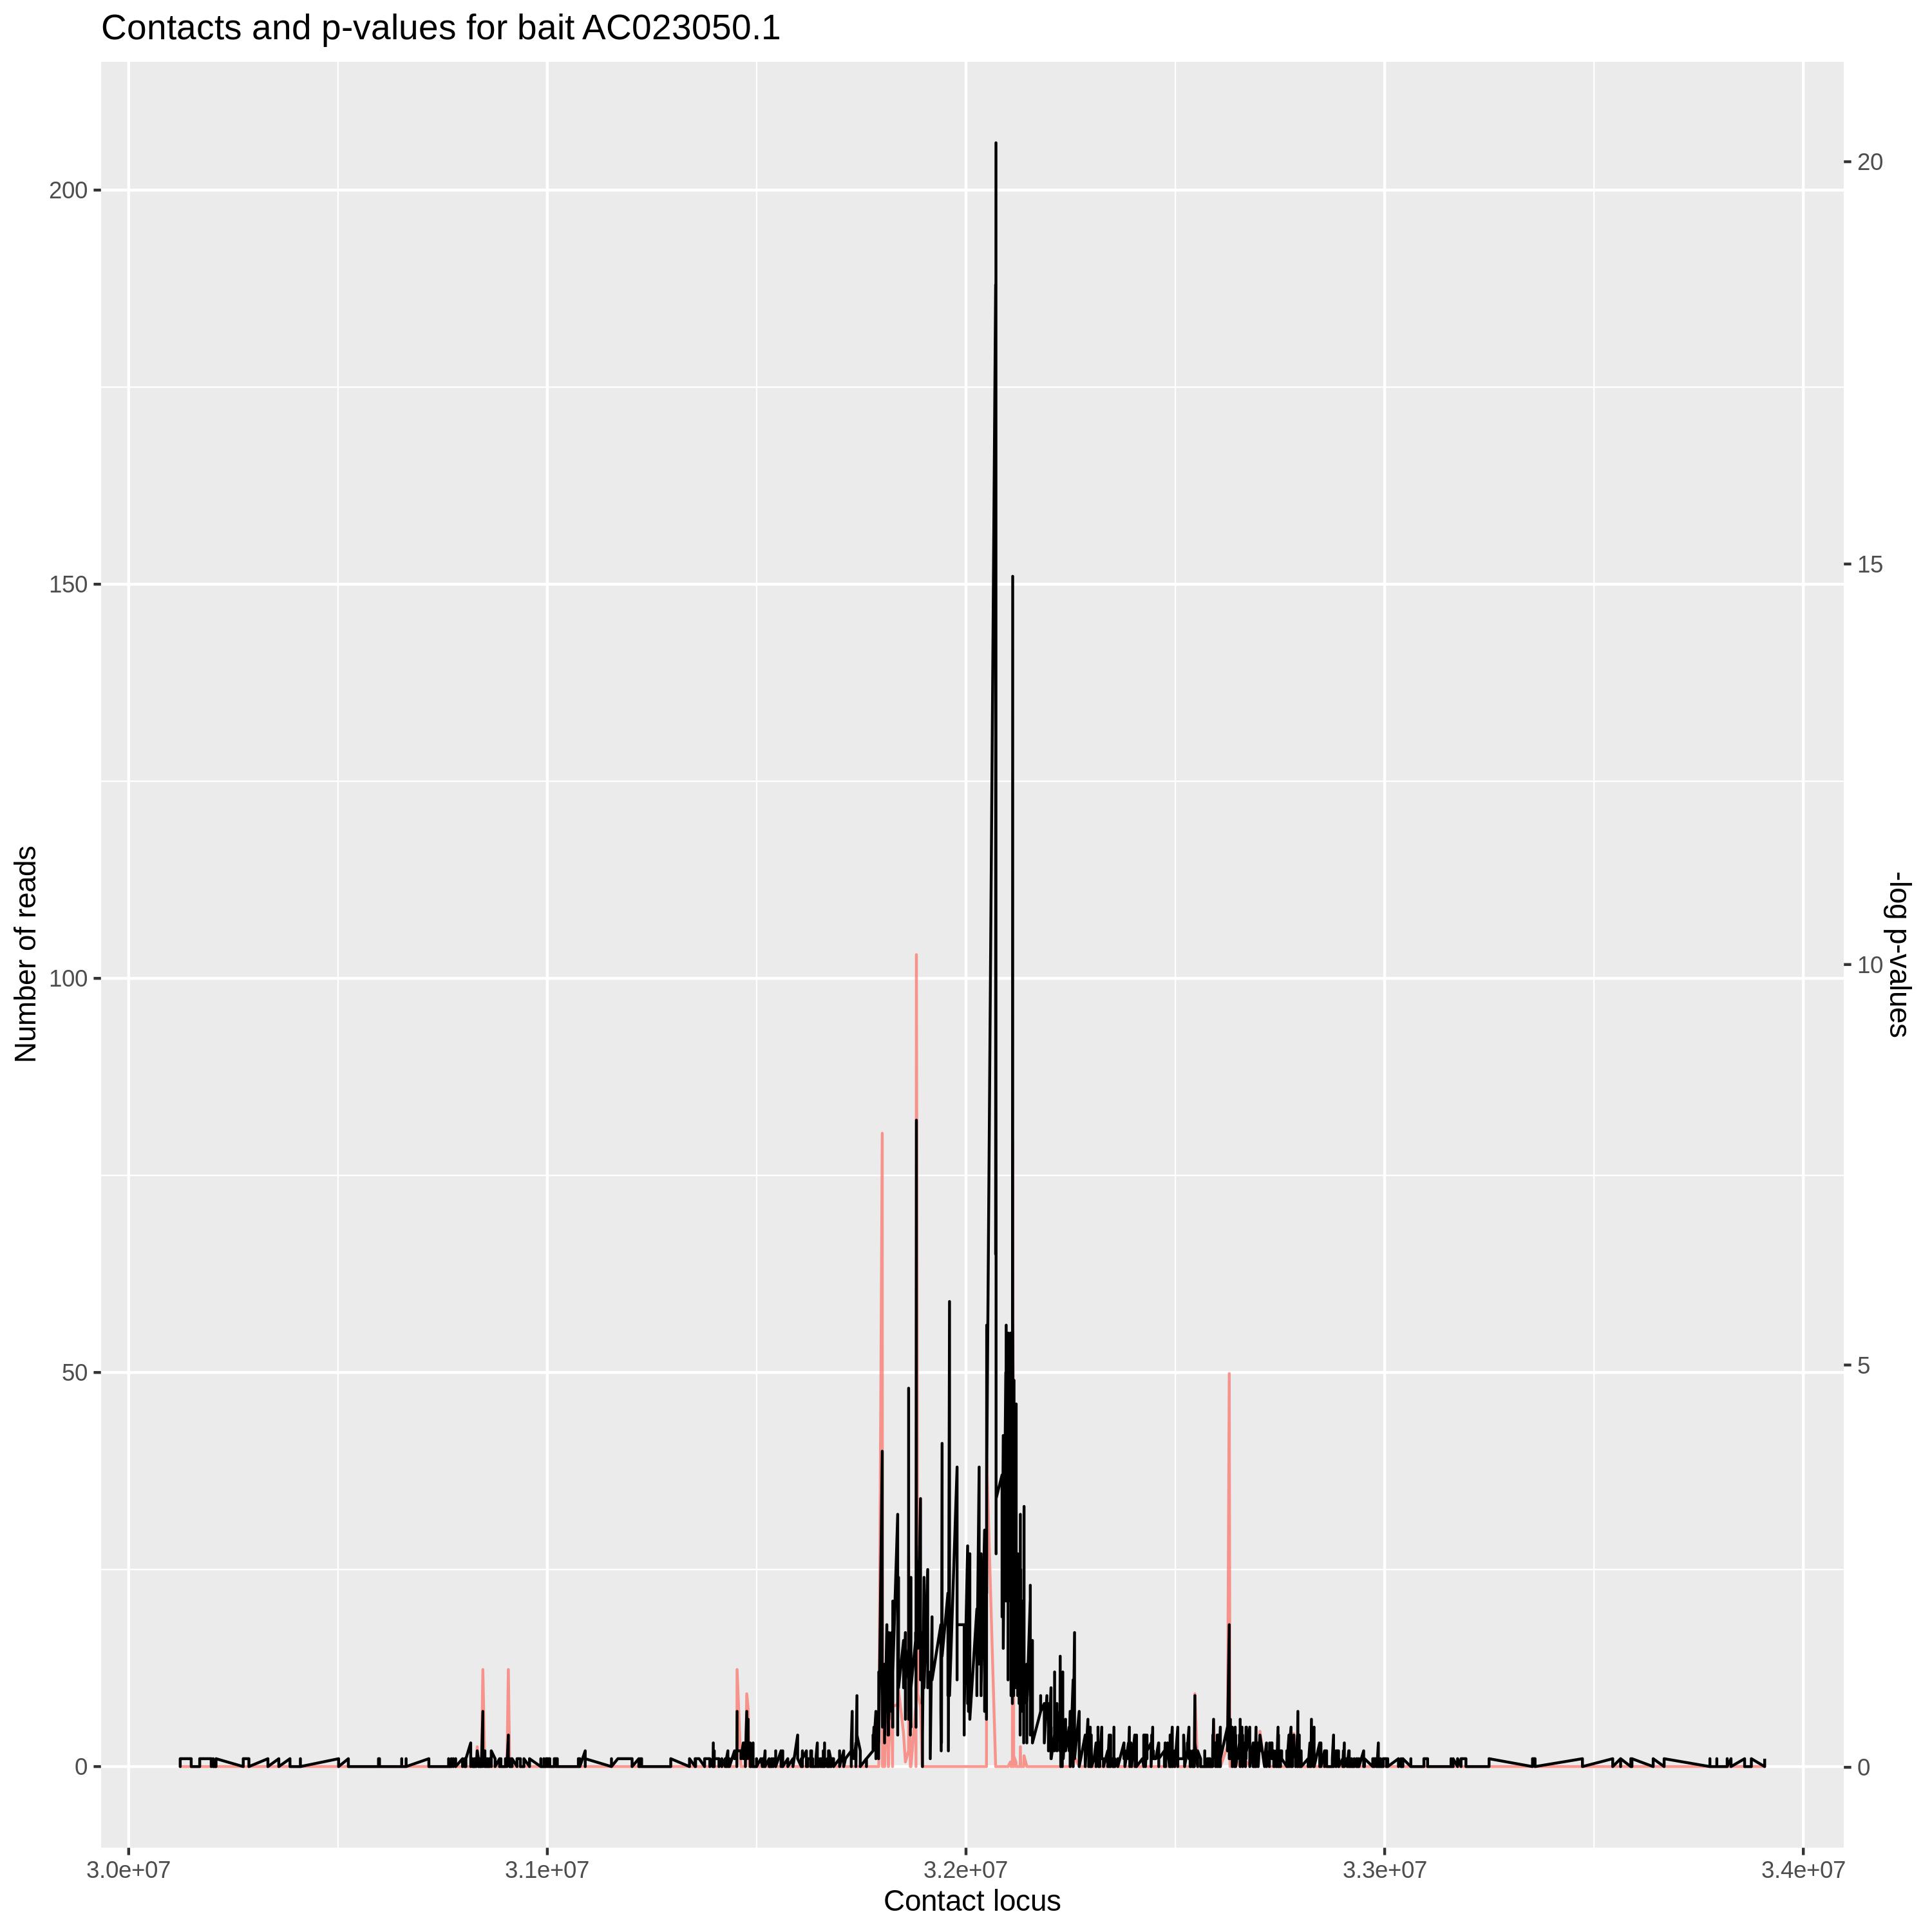 Contacts and p-values for bait AC023050.1
200
150
100
50
0
Number of reads
20
15
10
5
0
-log p-values
3.0e+07 3.1e+07 3.2e+07 3.3e+07 3.4e+07
Contact locus